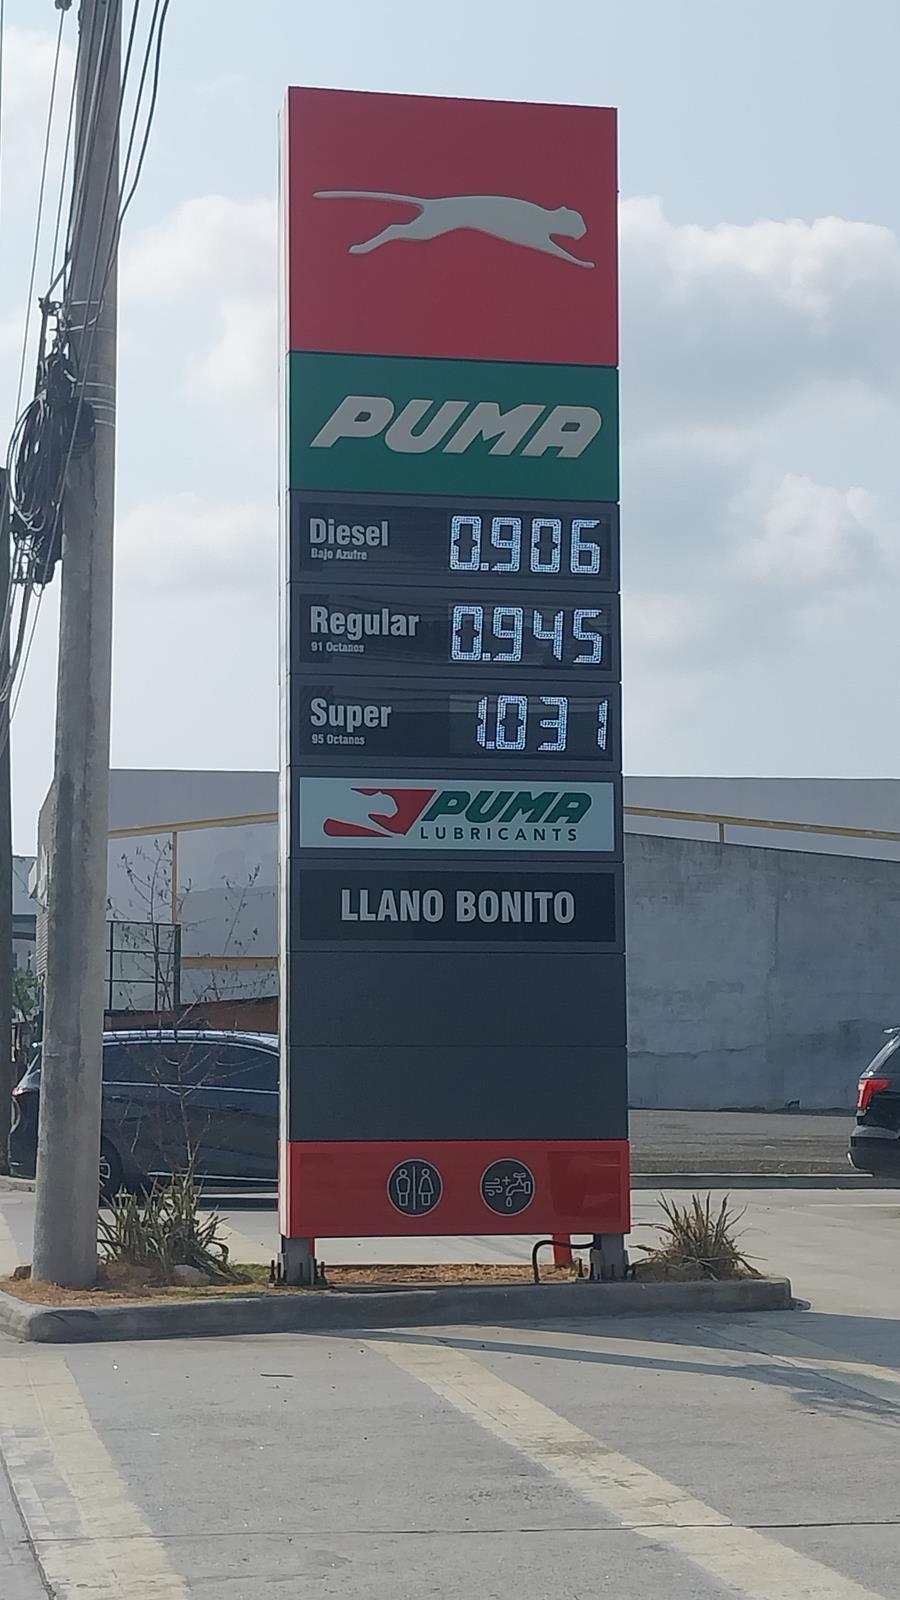 PUMA
Diesel 0.906
Bajo Azufre
Regular 0.945
91 Octanos
Super 1.031
95 Octanos
PUMA
LUBRICANTS
LLANO BONITO